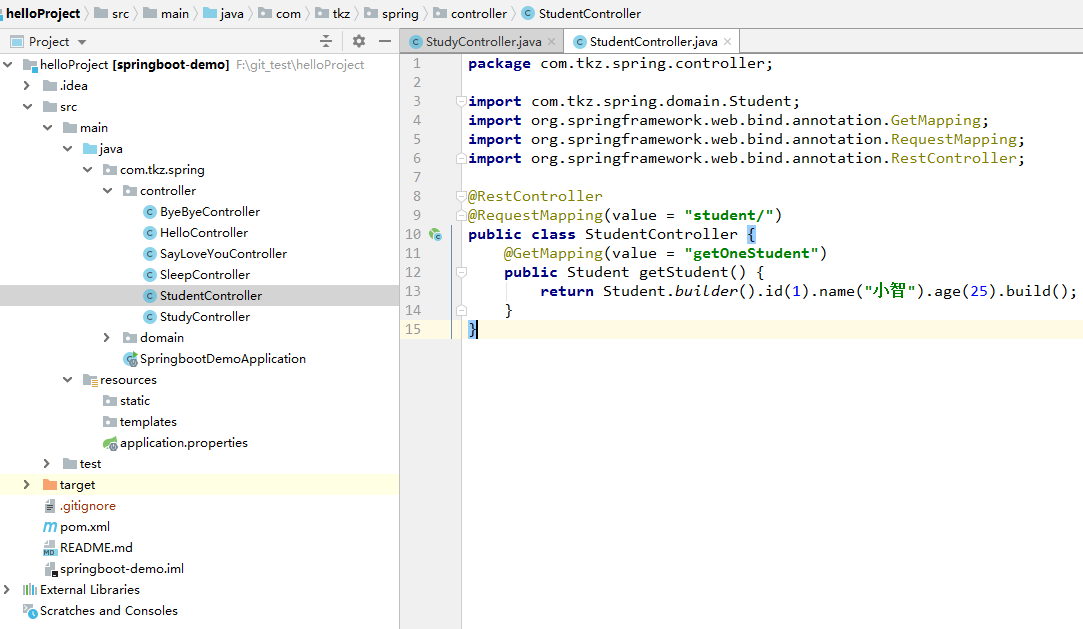 helloProject src main java com tkz spring controller StudentController
Project
helloProject [springboot-demo] F:\git_test\helloProject
.idea
src
main
java
com.tkz.spring
controller
ByeByeController
HelloController
SayLoveYouController
SleepController
StudentController
StudyController
domain
SpringbootDemoApplication
resources
static
templates
application.properties
test
target
.gitignore
pom.xml
README.md
springboot-demo.iml
External Libraries
Scratches and Consoles
StudyController.java StudentController.java
1 package com.tkz.spring.controller;
2
3 import com.tkz.spring.domain.Student;
4 import org.springframework.web.bind.annotation.GetMapping;
5 import org.springframework.web.bind.annotation.RequestMapping;
6 import org.springframework.web.bind.annotation.RestController;
7
8 @RestController
9 @RequestMapping(value = "student/")
10 public class StudentController {
11 @GetMapping(value = "getOneStudent")
12 public Student getStudent() {
13 return Student.builder().id(1).name("小智").age(25).build();
14 }
15 }